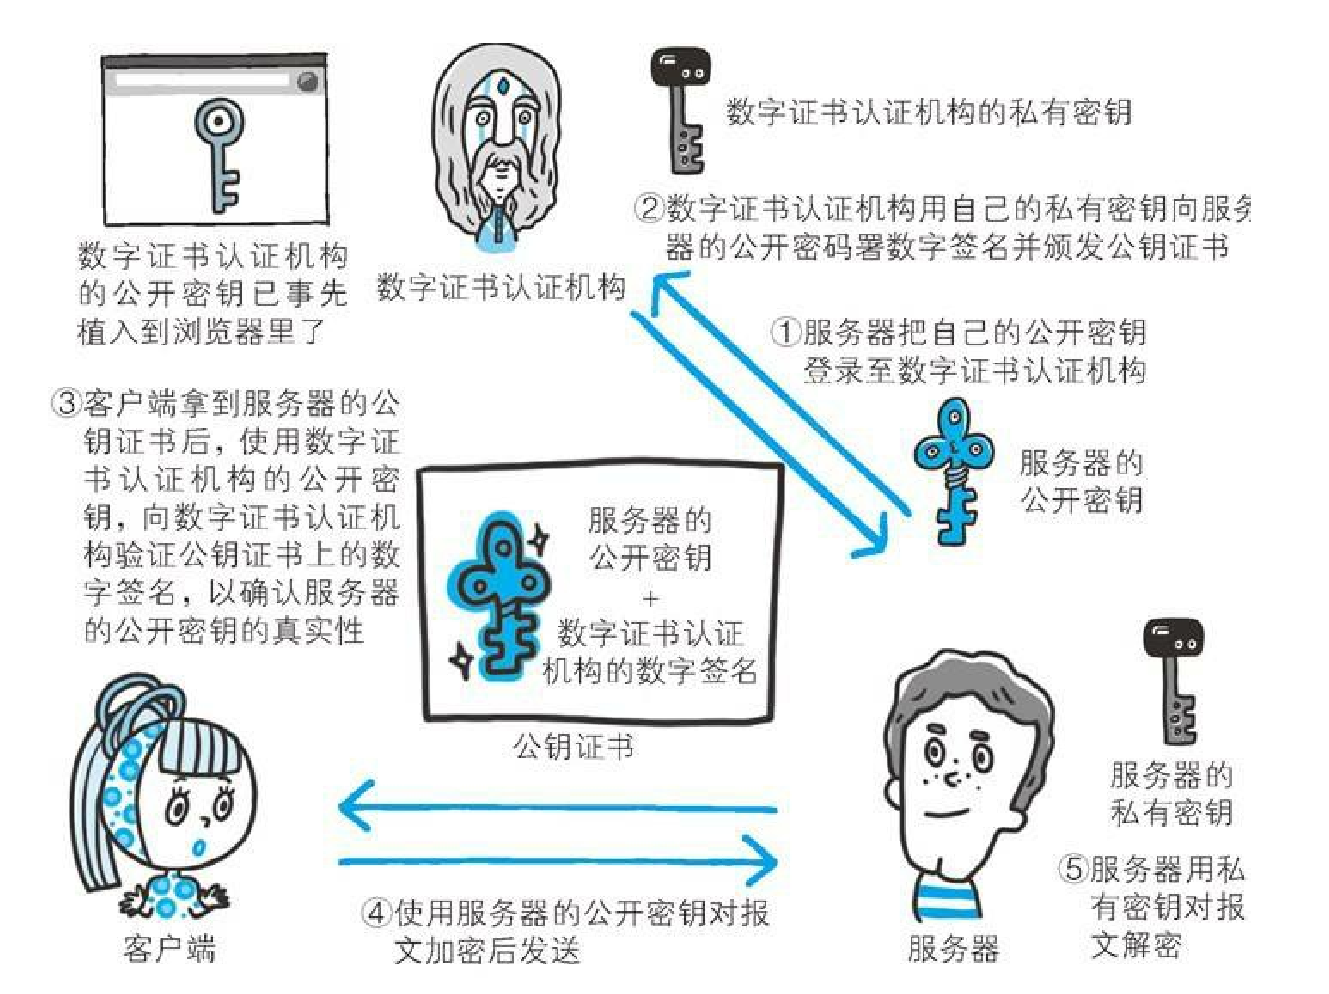 数字证书认证机构的私有密钥
②数字证书认证机构用自己的私有密钥向服务
器的公开密码署数字签名并颁发公钥证书
数字证书认证机构
的公开密钥已事先
植入到浏览器里了
数字证书认证机构
①服务器把自己的公开密钥
登录至数字证书认证机构
③客户端拿到服务器的公
钥证书后，使用数字证
书认证机构的公开密
钥，向数字证书认证机
构验证公钥证书上的数
字签名，以确认服务器
的公开密钥的真实性
服务器的
公开密钥
服务器的
公开密钥
+
数字证书认证
机构的数字签名
公钥证书
服务器的
私有密钥
④使用服务器的公开密钥对报
文加密后发送
⑤服务器用私
有密钥对报
文解密
客户端
服务器